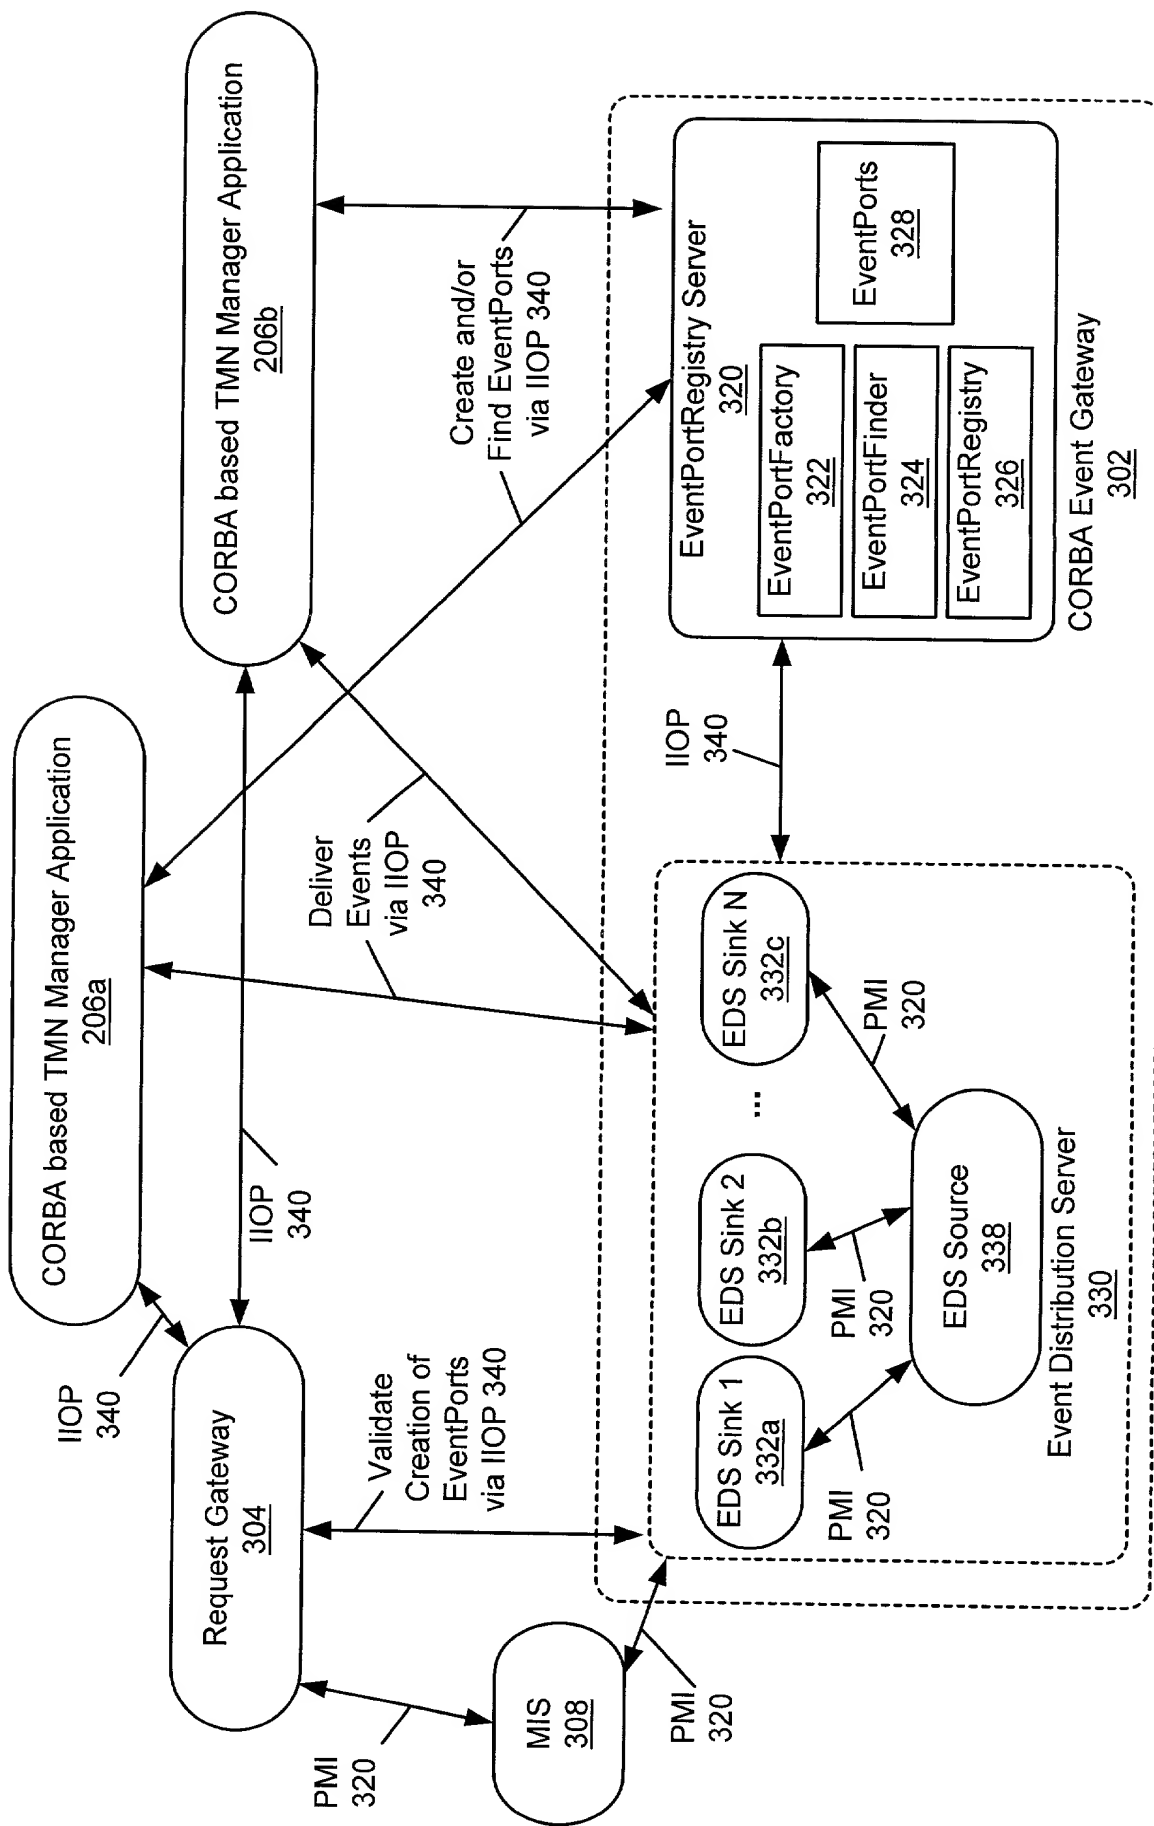 CORBA based TMN Manager Application
206a
CORBA based TMN Manager Application
206b
IIOP
340
Request Gateway
304
IIOP
340
Deliver
Events
via IIOP
340
Create and/or
Find EventPorts
via IIOP 340
Validate
Creation of
EventPorts
via IIOP 340
PMI
320
MIS
308
PMI
320
IIOP
340
EDS Sink 1
332a
EDS Sink 2
332b
...
EDS Sink N
332c
PMI
320
PMI
320
PMI
320
EDS Source
338
Event Distribution Server
330
EventPortRegistry Server
320
EventPortFactory
322
EventPortFinder
324
EventPortRegistry
326
EventPorts
328
CORBA Event Gateway
302